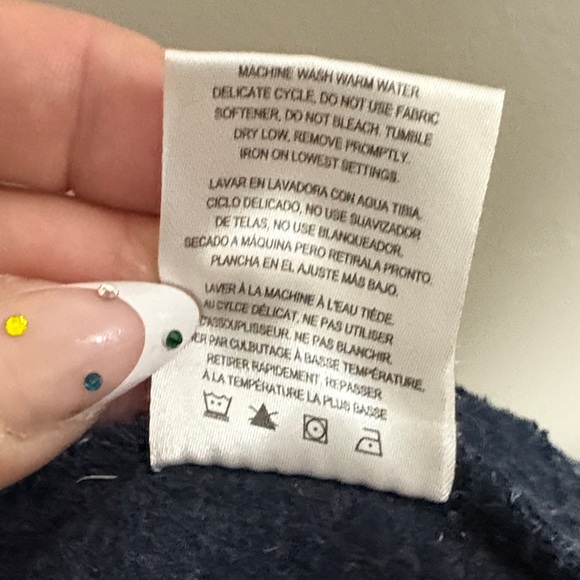 MACHINE WASH WARM WATER
DELICATE CYCLE, DO NOT USE FABRIC
SOFTENER, DO NOT BLEACH. TUMBLE
DRY LOW, REMOVE PROMPTLY.
IRON ON LOWEST SETTINGS.
LAVAR EN LAVADORA CON AQUA TIBIA,
CICLO DELICADO, NO USE SUAVIZADOR
DE TELAS, NO USE BLANQUEADOR,
SECADO A MÁQUINA PERO RETIRALA PRONTO.
PLANCHA EN EL AJUSTE MÁS BAJO.
LAVER À LA MACHINE À L'EAU TIÈDE.
AU CYLCE DÉLICAT, NE PAS UTILISER
L'ASSOUPLISSEUR, NE PAS BLANCHIR.
PAR CULBUTAGE À BASSE TEMPÉRATURE,
RETIRER RAPIDEMENT, REPASSER
À LA TEMPÉRATURE LA PLUS BASSE